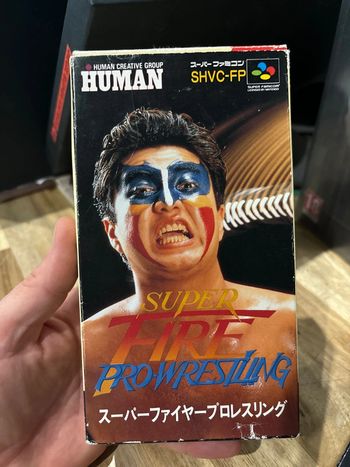 HUMAN CREATIVE GROUP
HUMAN
スーパーファミコン
SHVC-FP
SUPER FAMICOM
SUPER
FIRE
PRO-WRESTLING
スーパーファイヤープロレスリング